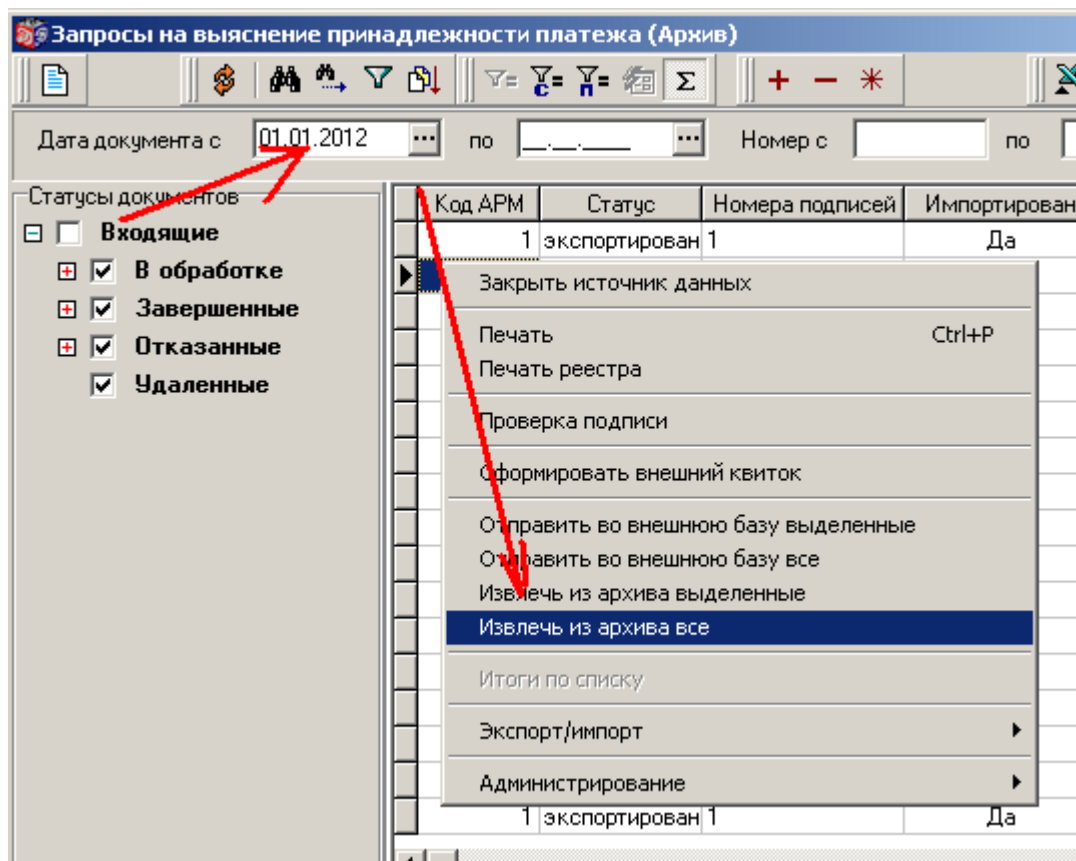 Запросы на выяснение принадлежности платежа (Архив)
Дата документа с 01.01.2012 ... по __.__.____ ... Номер с по
Статусы документов
Входящие
В обработке
Завершенные
Отказанные
Удаленные
Код АРМ Статус Номера подписей Импортирован
1 экспортирован 1 Да
Закрыть источник данных
Печать Ctrl+P
Печать реестра
Проверка подписи
Сформировать внешний квиток
Отправить во внешнюю базу выделенные
Отправить во внешнюю базу все
Извлечь из архива выделенные
Извлечь из архива все
Итоги по списку
Экспорт/импорт
Администрирование
1 экспортирован 1 Да